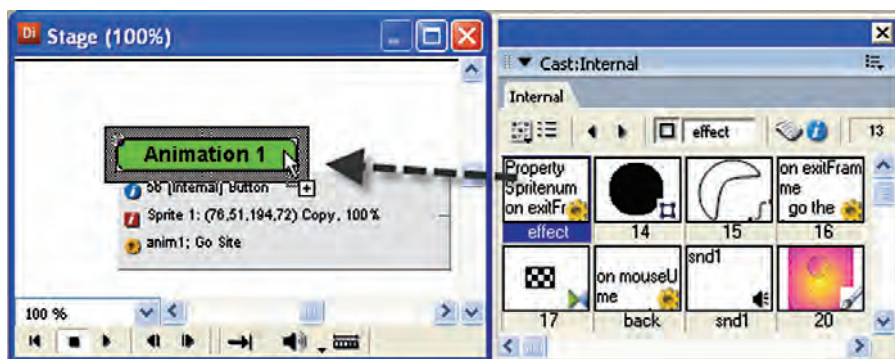 Di Stage (100%)
Animation 1
56 (Internal) Button
Sprite 1: (76,51,194,72) Copy, 100%
anim1; Go Site
100 %
Cast:Internal
Internal
effect
13
Property
Spritenum
on exitFr
effect
14
15
on exitFram
me
go the
16
17
on mouseU
me
back
snd1
snd1
20